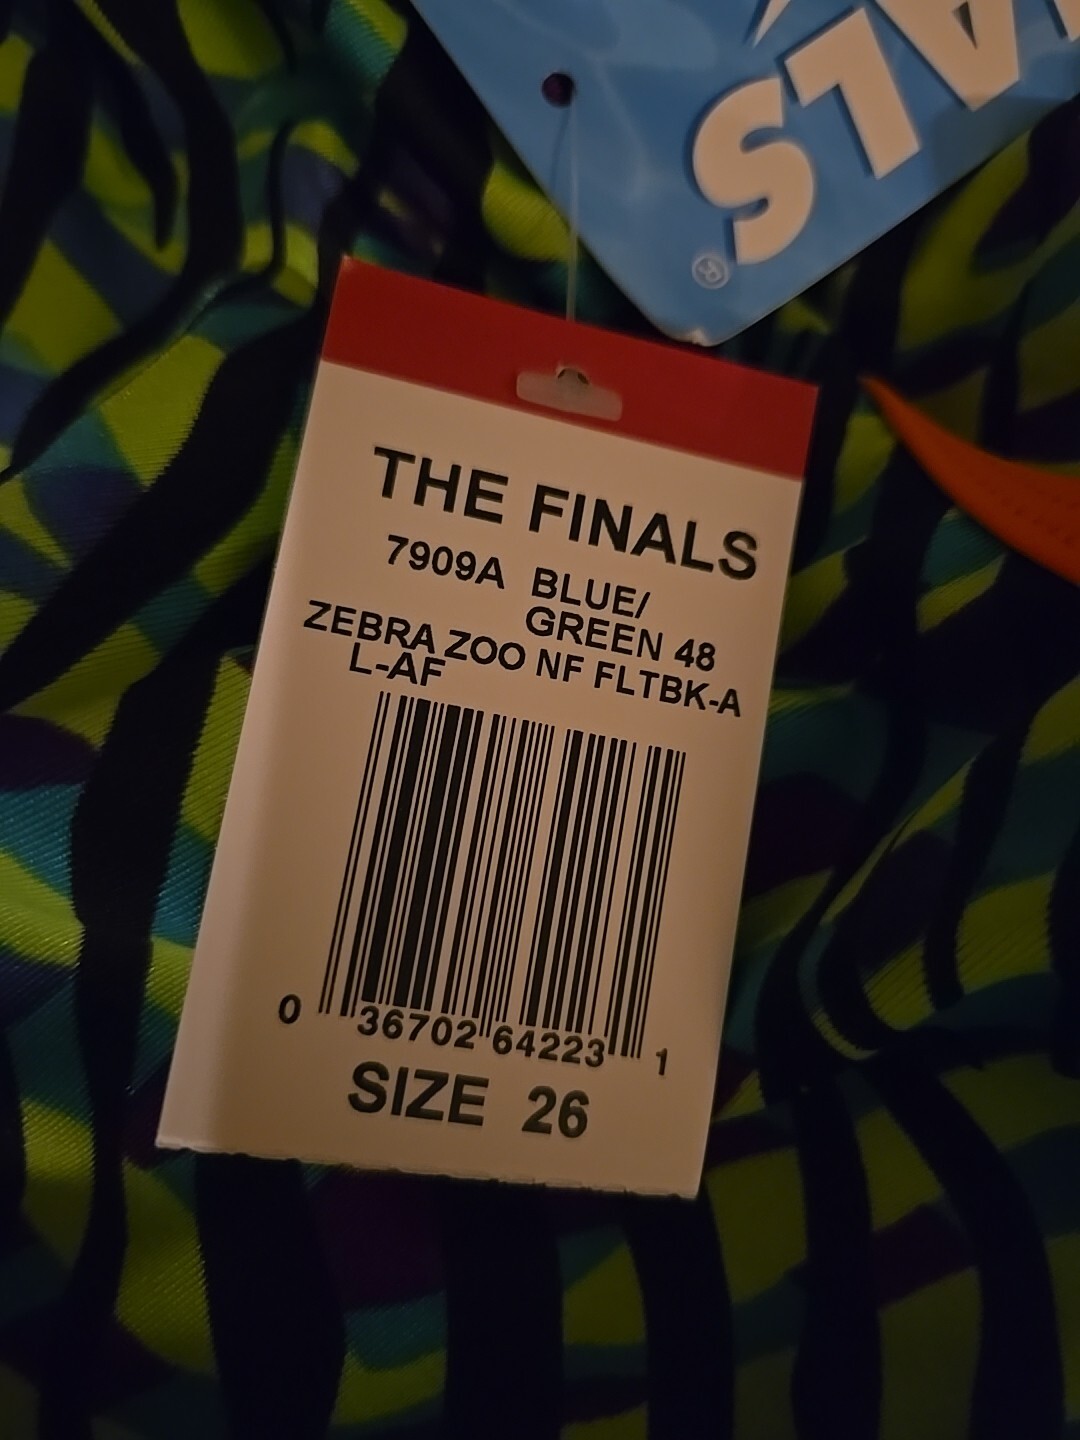 ALS
®
THE FINALS
7909A BLUE/
GREEN 48
ZEBRA ZOO NF FLTBK-A
L-AF
0 36702 64223 1
SIZE 26